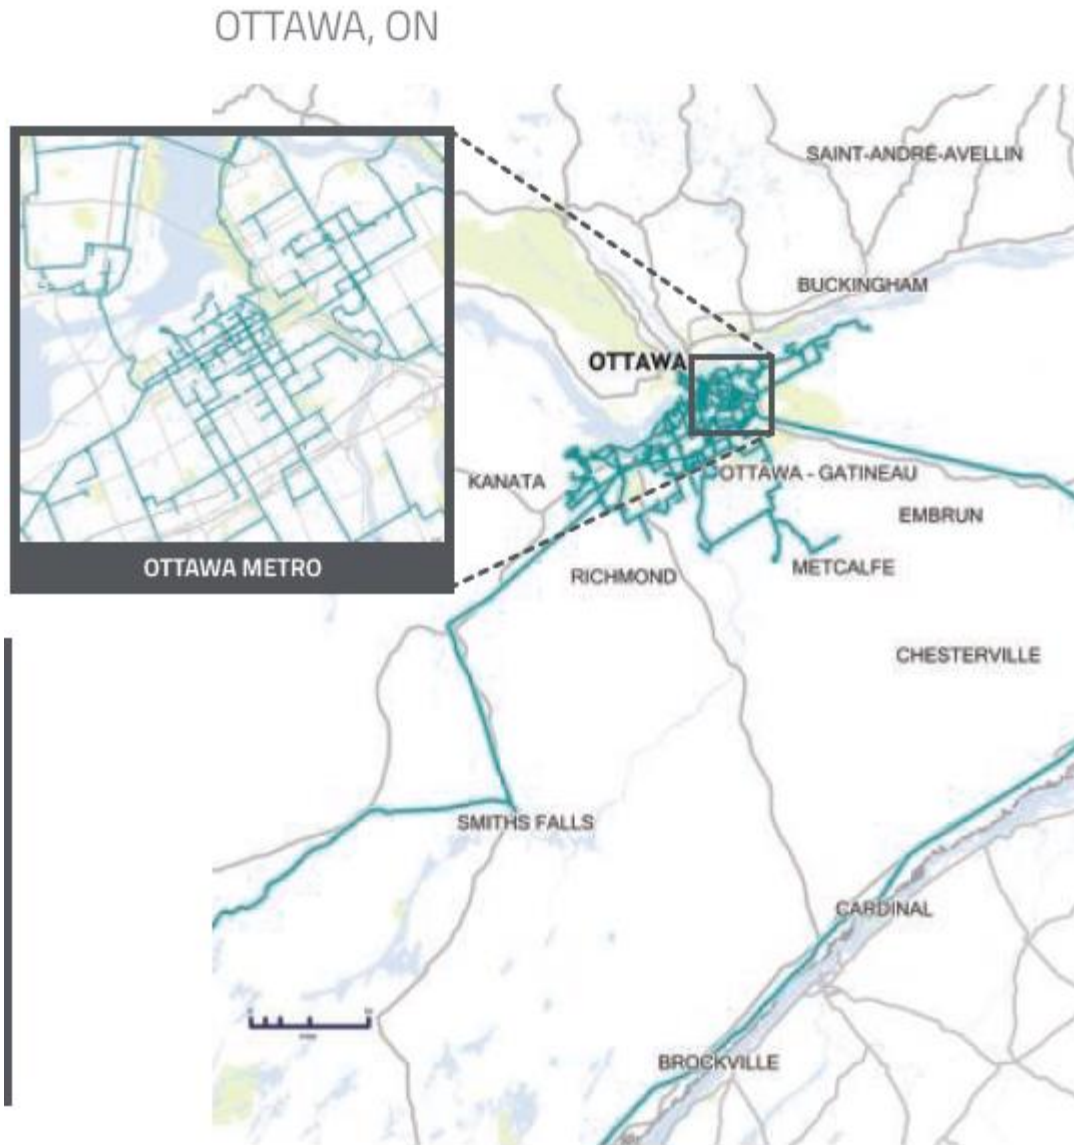 OTTAWA, ON
SAINT-ANDRÉ-AVELLIN
BUCKINGHAM
OTTAWA
KANATA
OTTAWA - GATINEAU
EMBRUN
OTTAWA METRO
RICHMOND
METCALFE
CHESTERVILLE
SMITHS FALLS
CARDINAL
BROCKVILLE